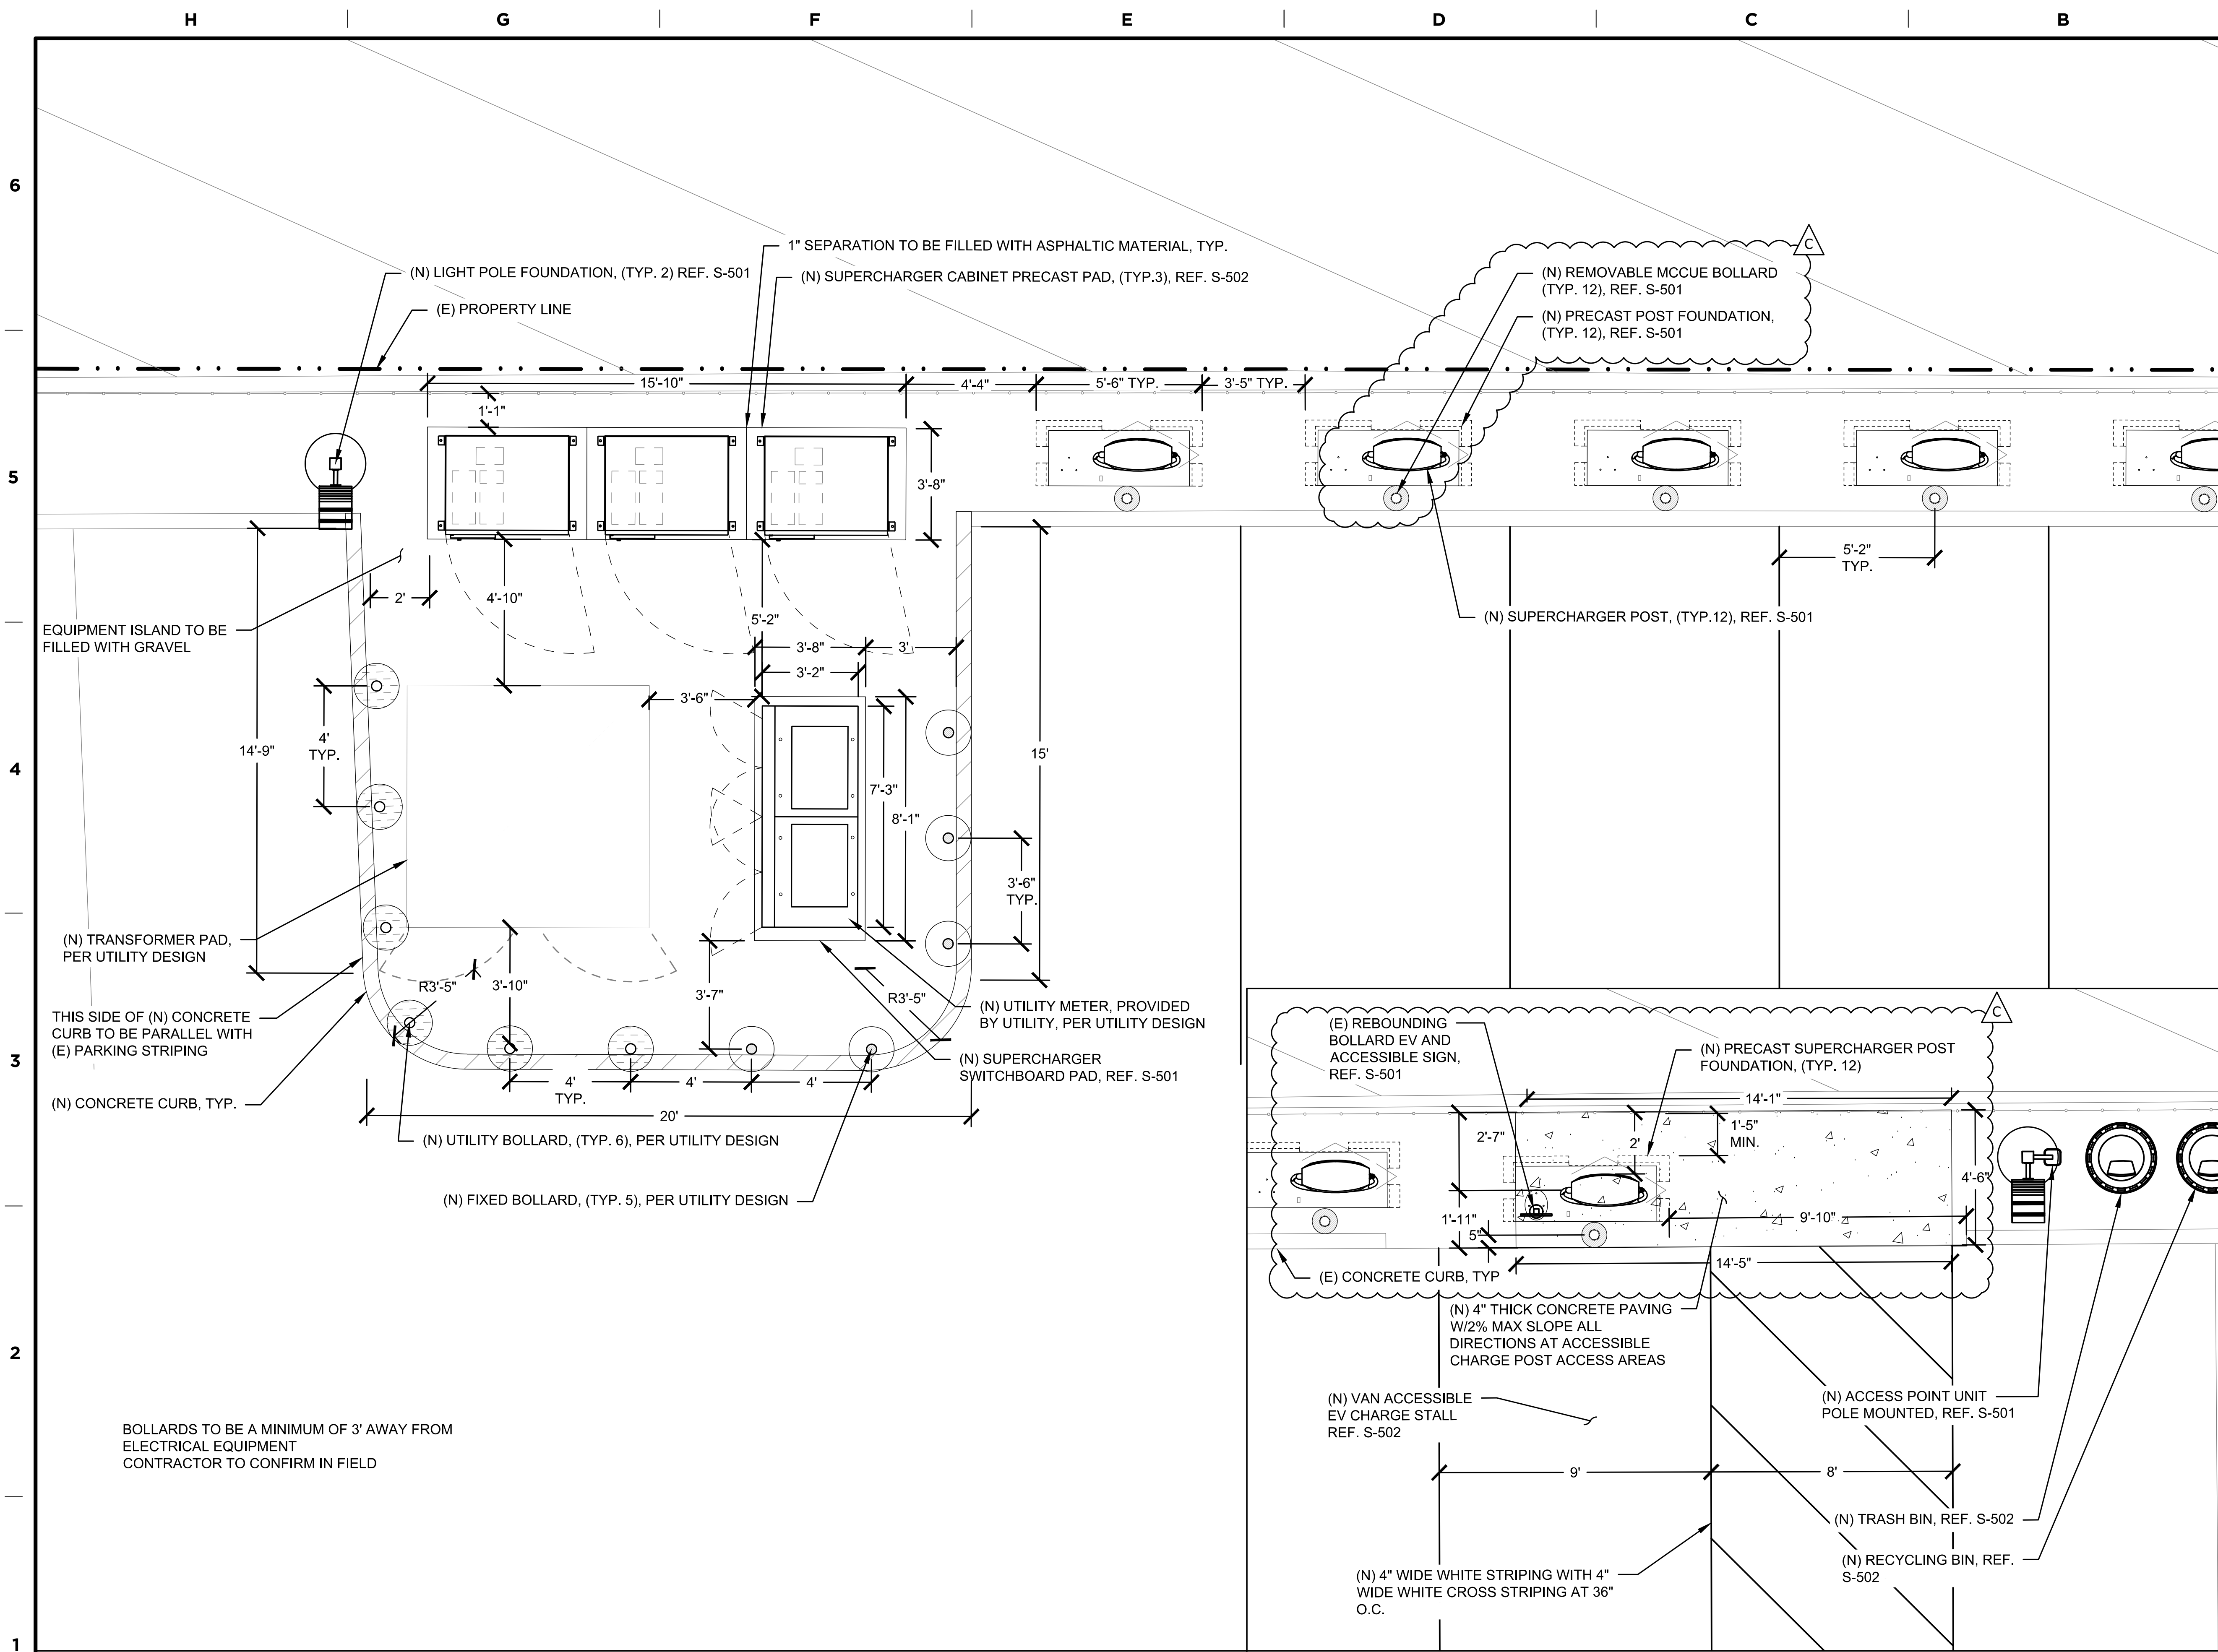 H G F E D C B
6
5
4
3
2
1
(N) LIGHT POLE FOUNDATION, (TYP. 2) REF. S-501
(E) PROPERTY LINE
1" SEPARATION TO BE FILLED WITH ASPHALTIC MATERIAL, TYP.
(N) SUPERCHARGER CABINET PRECAST PAD, (TYP.3), REF. S-502
C
(N) REMOVABLE MCCUE BOLLARD
(TYP. 12), REF. S-501
(N) PRECAST POST FOUNDATION,
(TYP. 12), REF. S-501
15'-10"
4'-4"
5'-6" TYP.
3'-5" TYP.
1'-1"
3'-8"
5'-2"
TYP.
2'
4'-10"
5'-2"
(N) SUPERCHARGER POST, (TYP.12), REF. S-501
EQUIPMENT ISLAND TO BE
FILLED WITH GRAVEL
3'-8"
3'
3'-2"
3'-6"
14'-9"
4'
TYP.
15'
7'-3"
8'-1"
3'-6"
TYP.
(N) TRANSFORMER PAD,
PER UTILITY DESIGN
R3'-5"
3'-10"
3'-7"
R3'-5"
(N) UTILITY METER, PROVIDED
BY UTILITY, PER UTILITY DESIGN
THIS SIDE OF (N) CONCRETE
CURB TO BE PARALLEL WITH
(E) PARKING STRIPING
(N) SUPERCHARGER
SWITCHBOARD PAD, REF. S-501
(N) CONCRETE CURB, TYP.
4'
TYP.
4'
4'
20'
(N) UTILITY BOLLARD, (TYP. 6), PER UTILITY DESIGN
(N) FIXED BOLLARD, (TYP. 5), PER UTILITY DESIGN
BOLLARDS TO BE A MINIMUM OF 3' AWAY FROM
ELECTRICAL EQUIPMENT
CONTRACTOR TO CONFIRM IN FIELD
C
(E) REBOUNDING
BOLLARD EV AND
ACCESSIBLE SIGN,
REF. S-501
(N) PRECAST SUPERCHARGER POST
FOUNDATION, (TYP. 12)
14'-1"
2'-7"
2'
1'-5"
MIN.
4'-6"
1'-11"
5"
9'-10"
14'-5"
(E) CONCRETE CURB, TYP
(N) 4" THICK CONCRETE PAVING
W/2% MAX SLOPE ALL
DIRECTIONS AT ACCESSIBLE
CHARGE POST ACCESS AREAS
(N) VAN ACCESSIBLE
EV CHARGE STALL
REF. S-502
(N) ACCESS POINT UNIT
POLE MOUNTED, REF. S-501
9'
8'
(N) TRASH BIN, REF. S-502
(N) RECYCLING BIN, REF.
S-502
(N) 4" WIDE WHITE STRIPING WITH 4"
WIDE WHITE CROSS STRIPING AT 36"
O.C.